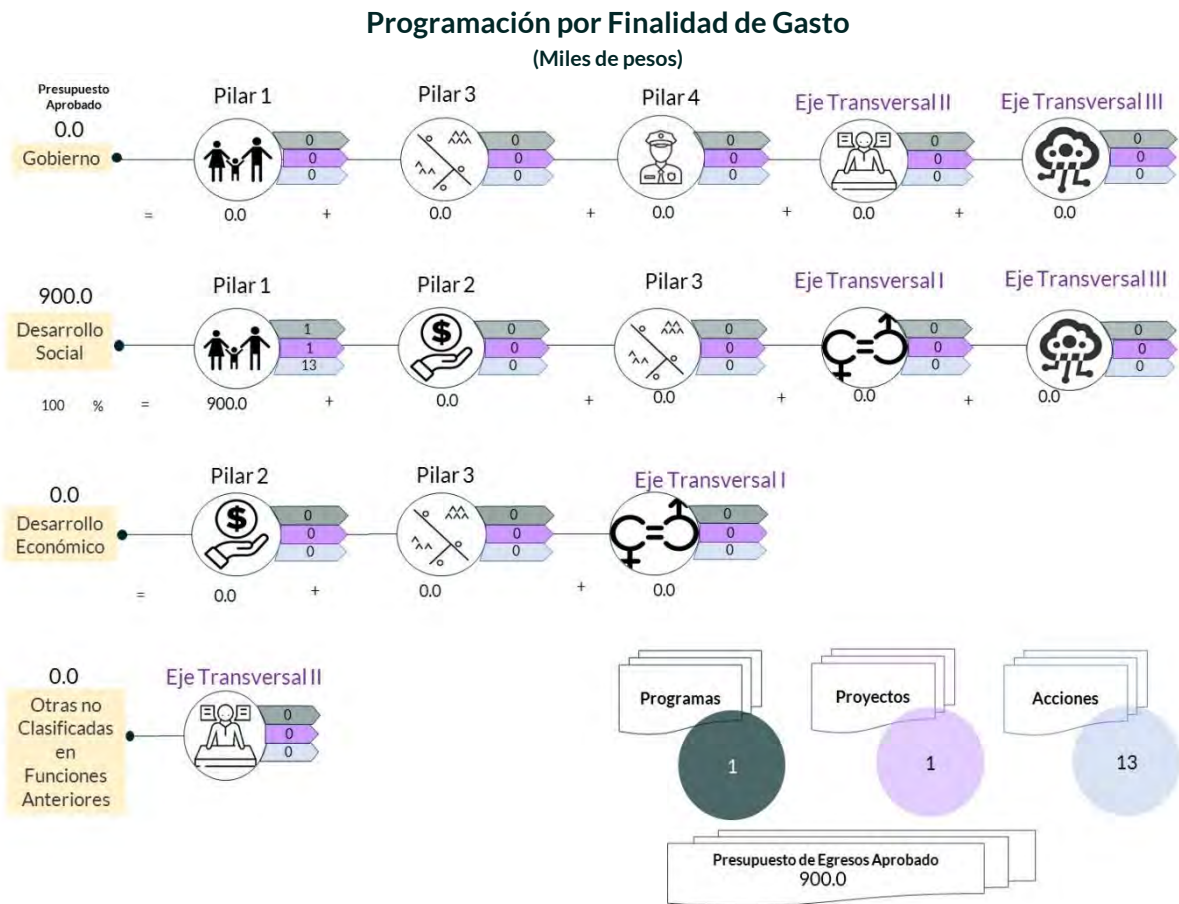 Programación por Finalidad de Gasto
(Miles de pesos)
Presupuesto
Aprobado
0.0
Gobierno
Pilar 1
0
0
0
Pilar 3
0
0
0
Pilar 4
0
0
0
Eje Transversal II
0
0
0
Eje Transversal III
0
0
0
= 0.0 + 0.0 + 0.0 + 0.0 + 0.0
900.0
Desarrollo
Social
Pilar 1
1
1
13
Pilar 2
$
0
0
0
Pilar 3
0
0
0
Eje Transversal I
0
0
0
Eje Transversal III
0
0
0
100 % = 900.0 + 0.0 + 0.0 + 0.0 + 0.0
0.0
Desarrollo
Económico
Pilar 2
$
0
0
0
Pilar 3
0
0
0
Eje Transversal I
0
0
0
= 0.0 + 0.0 + 0.0
0.0
Otras no
Clasificadas
en
Funciones
Anteriores
Eje Transversal II
0
0
0
Programas
1
Proyectos
1
Acciones
13
Presupuesto de Egresos Aprobado
900.0